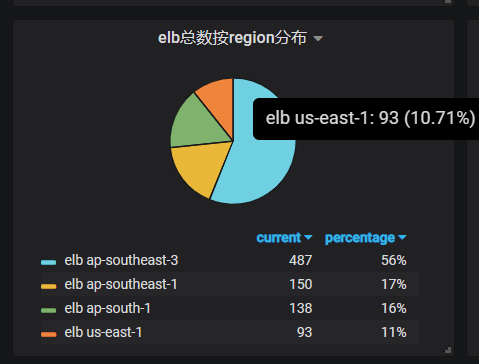 elb总数按region分布
elb us-east-1: 93 (10.71%)
current percentage
elb ap-southeast-3 487 56%
elb ap-southeast-1 150 17%
elb ap-south-1 138 16%
elb us-east-1 93 11%